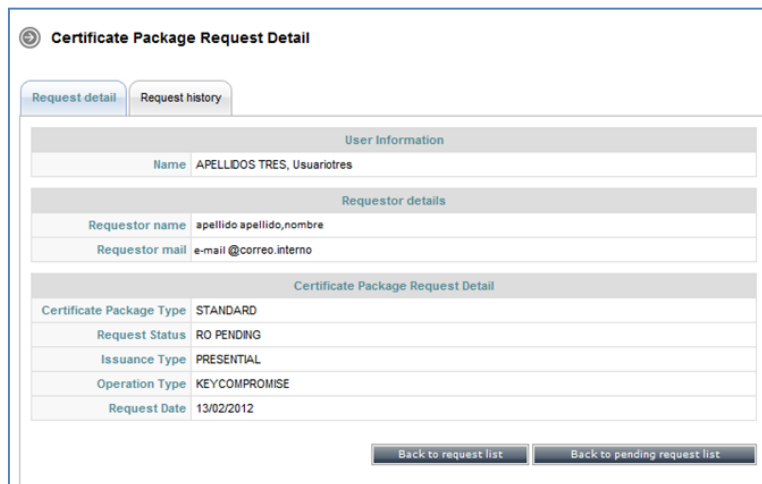 Certificate Package Request Detail
Request detail Request history
User Information
Name APELLIDOS TRES, Usuariotres
Requestor details
Requestor name apellido apellido,nombre
Requestor mail e-mail @correo.interno
Certificate Package Request Detail
Certificate Package Type STANDARD
Request Status RO PENDING
Issuance Type PRESENTIAL
Operation Type KEYCOMPROMISE
Request Date 13/02/2012
Back to request list Back to pending request list